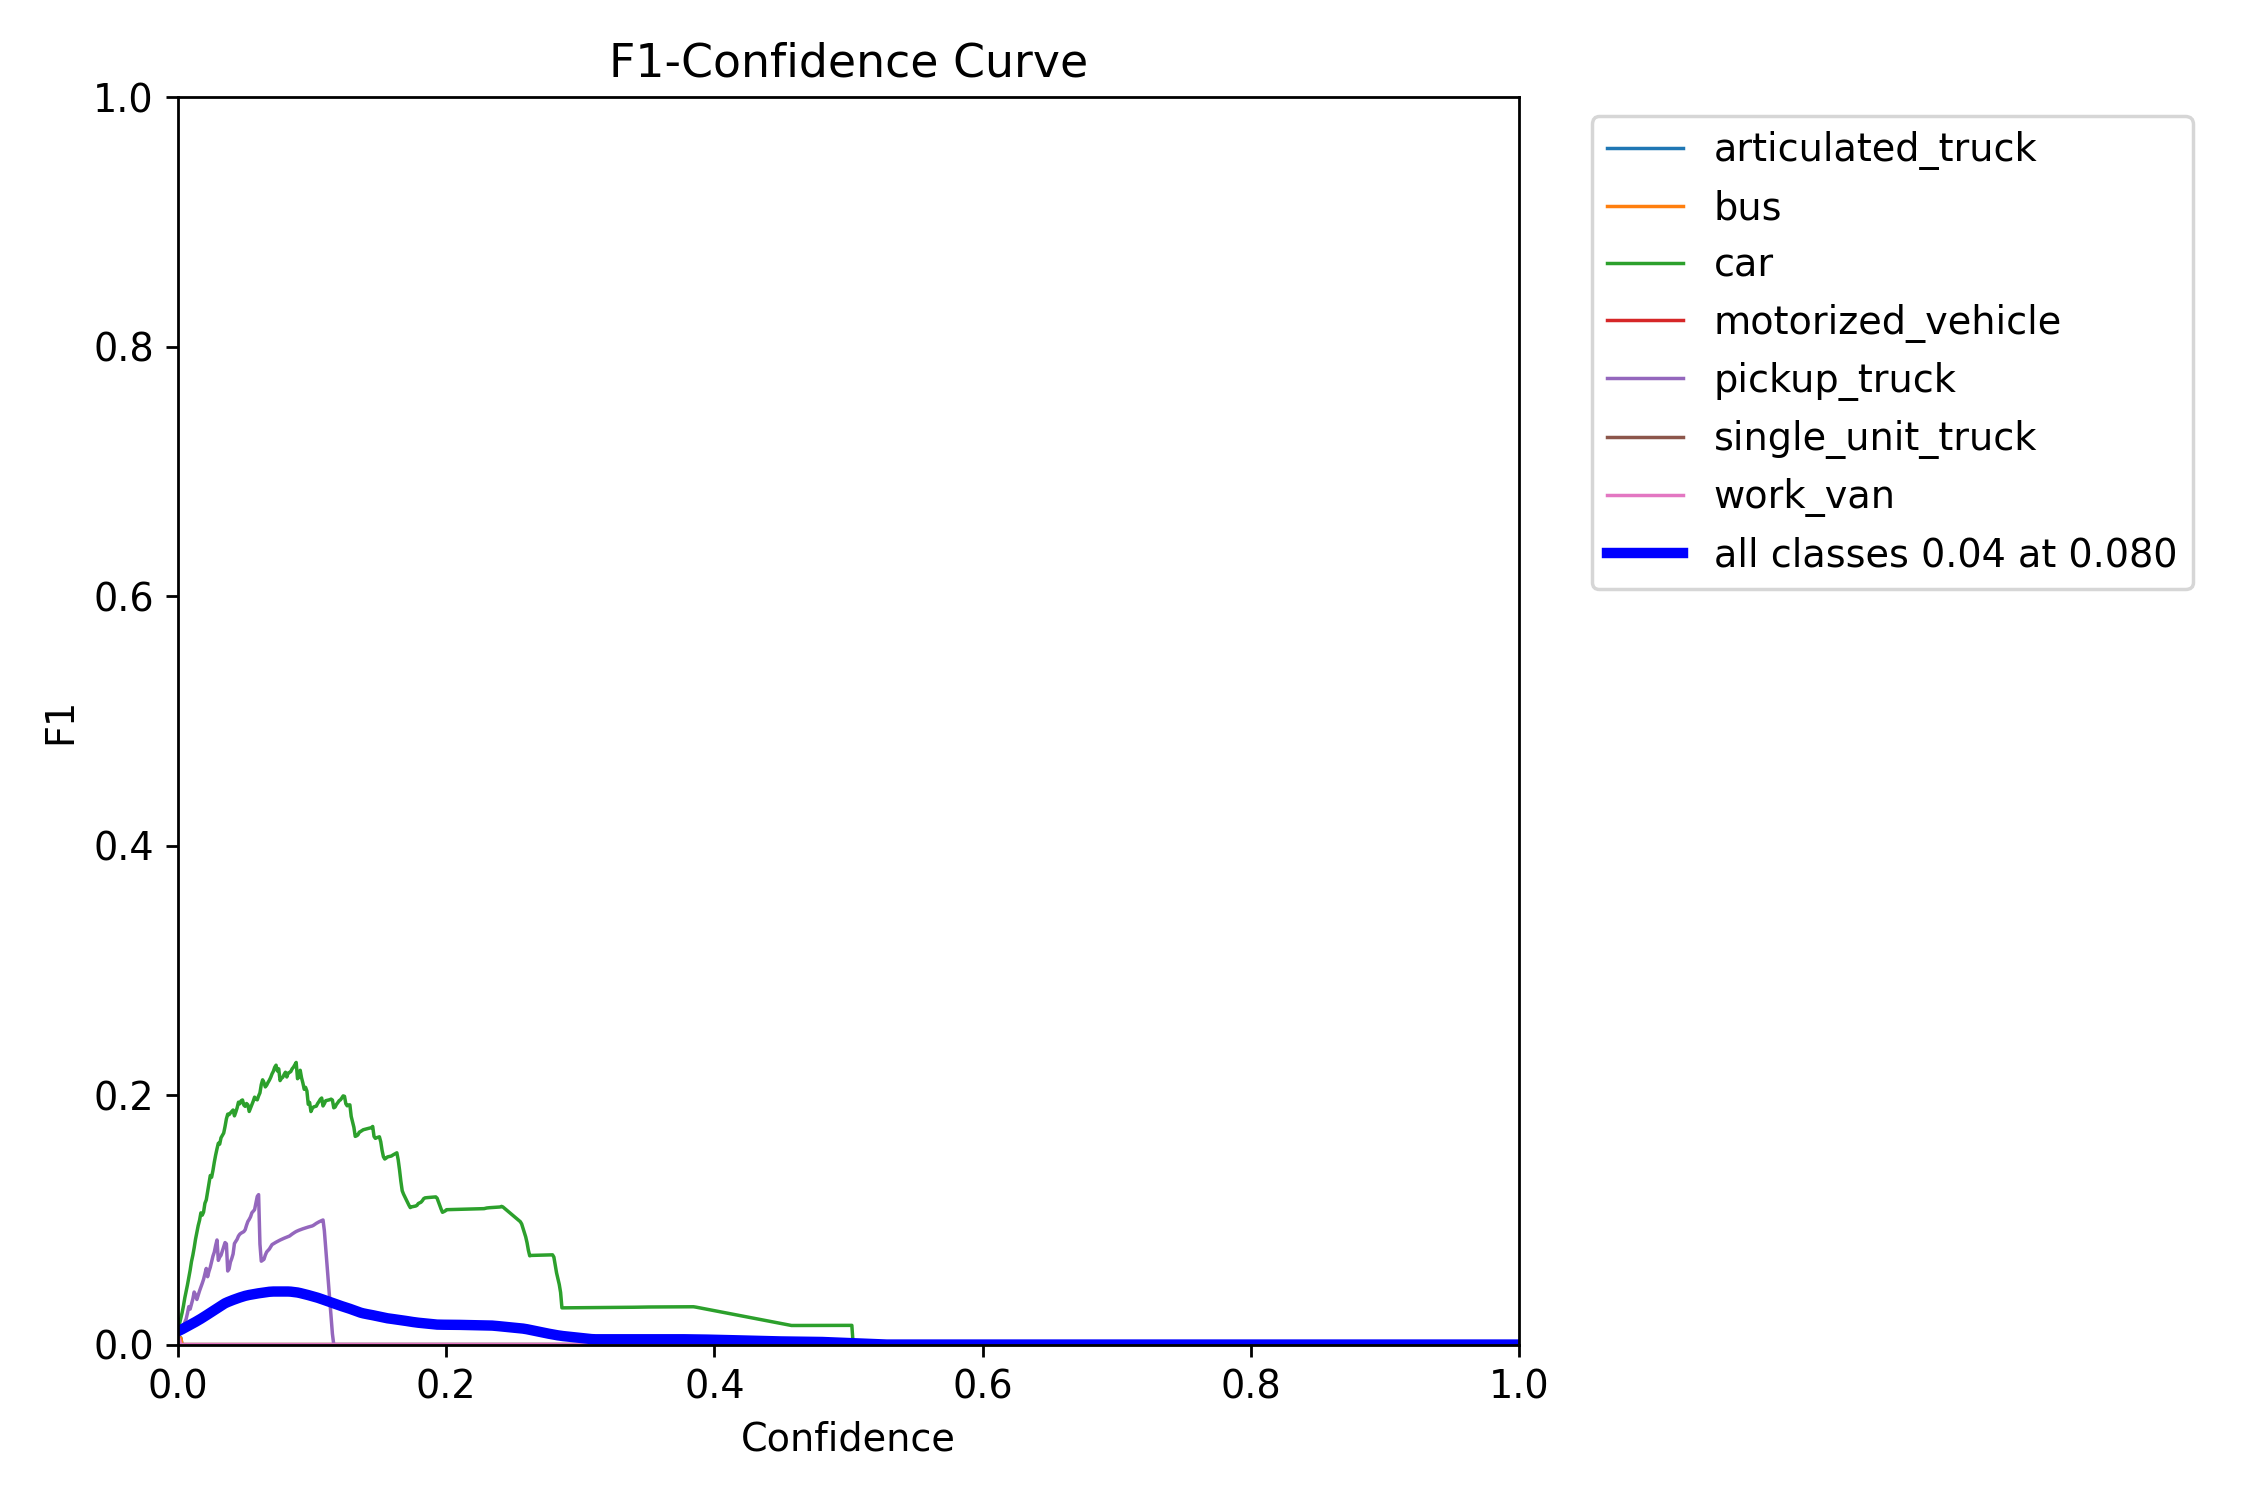 F1-Confidence Curve
1.0
0.8
0.6
0.4
0.2
0.0
F1
0.0 0.2 0.4 0.6 0.8 1.0
Confidence
articulated_truck
bus
car
motorized_vehicle
pickup_truck
single_unit_truck
work_van
all classes 0.04 at 0.080